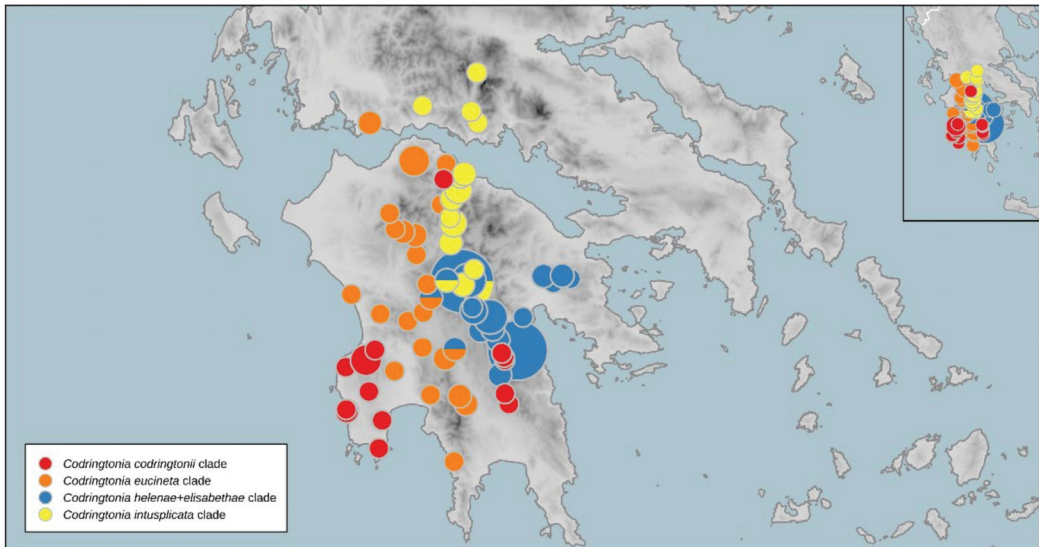 Codringtonia codringtonii clade
Codringtonia eucineta clade
Codringtonia helenae+elisabethae clade
Codringtonia intusplicata clade